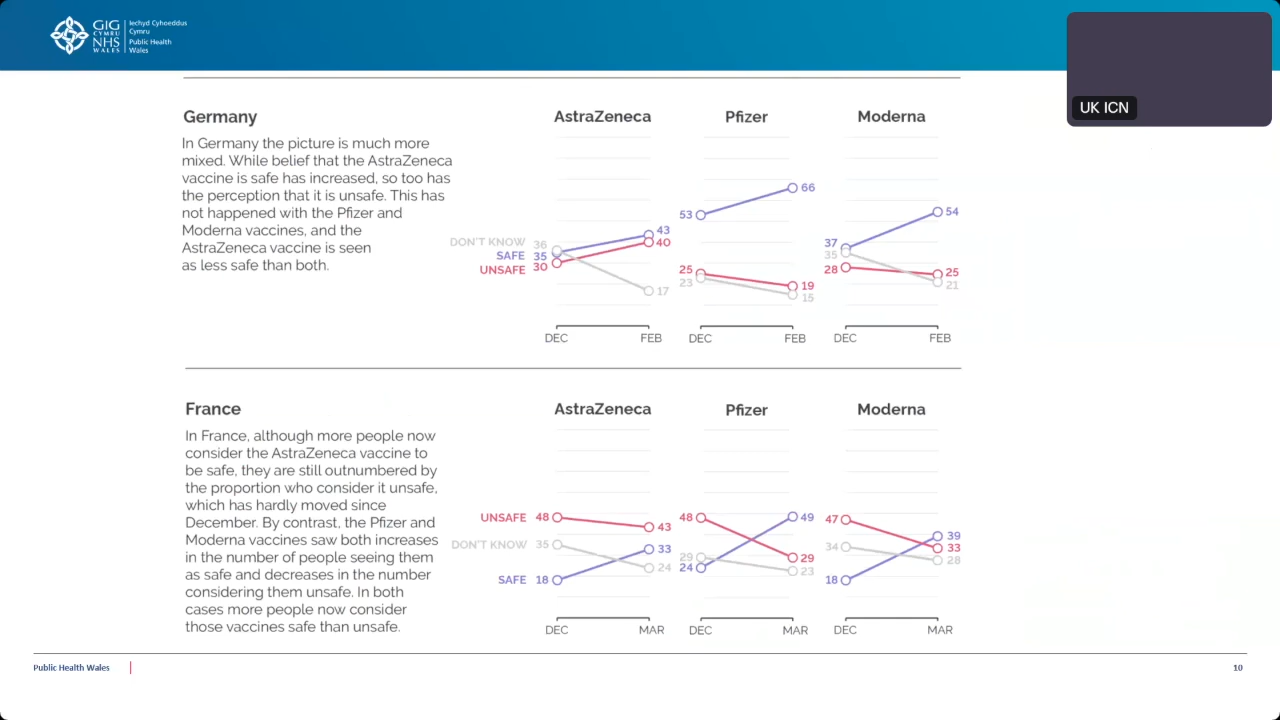 GIG
CYMRU
NHS
WALES
Iechyd Cyhoeddus
Cymru
Public Health
Wales
UK ICN
Germany
In Germany the picture is much more
mixed. While belief that the AstraZeneca
vaccine is safe has increased, so too has
the perception that it is unsafe. This has
not happened with the Pfizer and
Moderna vaccines, and the
AstraZeneca vaccine is seen
as less safe than both.
AstraZeneca
DON'T KNOW 36
SAFE 35
UNSAFE 30
43
40
17
DEC FEB
Pfizer
53
25
23
66
19
15
DEC FEB
Moderna
37
35
28
54
25
21
DEC FEB
France
In France, although more people now
consider the AstraZeneca vaccine to
be safe, they are still outnumbered by
the proportion who consider it unsafe,
which has hardly moved since
December. By contrast, the Pfizer and
Moderna vaccines saw both increases
in the number of people seeing them
as safe and decreases in the number
considering them unsafe. In both
cases more people now consider
those vaccines safe than unsafe.
AstraZeneca
UNSAFE 48
DON'T KNOW 35
SAFE 18
43
33
24
DEC MAR
Pfizer
48
29
24
49
29
23
DEC MAR
Moderna
47
34
18
39
33
28
DEC MAR
Public Health Wales
10